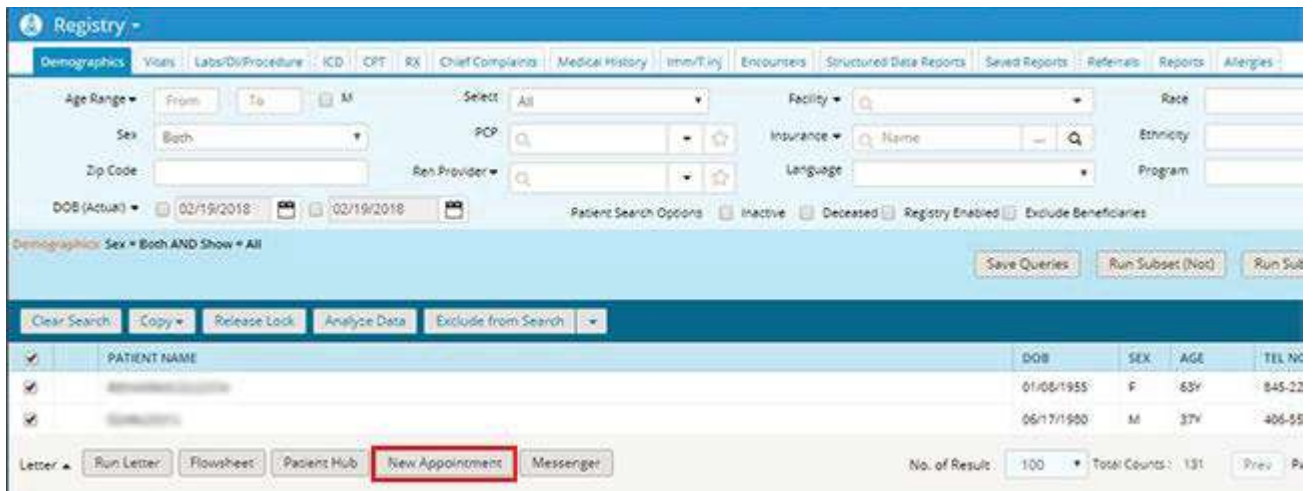 Registry
Demographics Vitals Labs/DI/Procedure ICD CPT RX Chief Complaints Medical History Imm/T.inj Encounters Structured Data Reports Saved Reports Referrals Reports Allergies
Age Range From To M Select All Facility Race
Sex Both PCP Insurance Name ... Ethnicity
Zip Code Ren Provider Language Program
DOB (Actual) 02/19/2018 02/19/2018 Patient Search Options Inactive Deceased Registry Enabled Exclude Beneficiaries
Demographics: Sex = Both AND Show = All
Save Queries Run Subset (Not) Run Sub
Clear Search Copy Release Lock Analyze Data Exclude from Search
PATIENT NAME DOB SEX AGE TEL NO
01/08/1955 F 63Y 845-22
06/17/1980 M 37Y 406-55
Letter Run Letter Flowsheet Patient Hub New Appointment Messenger No. of Result 100 Total Counts : 131 Prev Pa